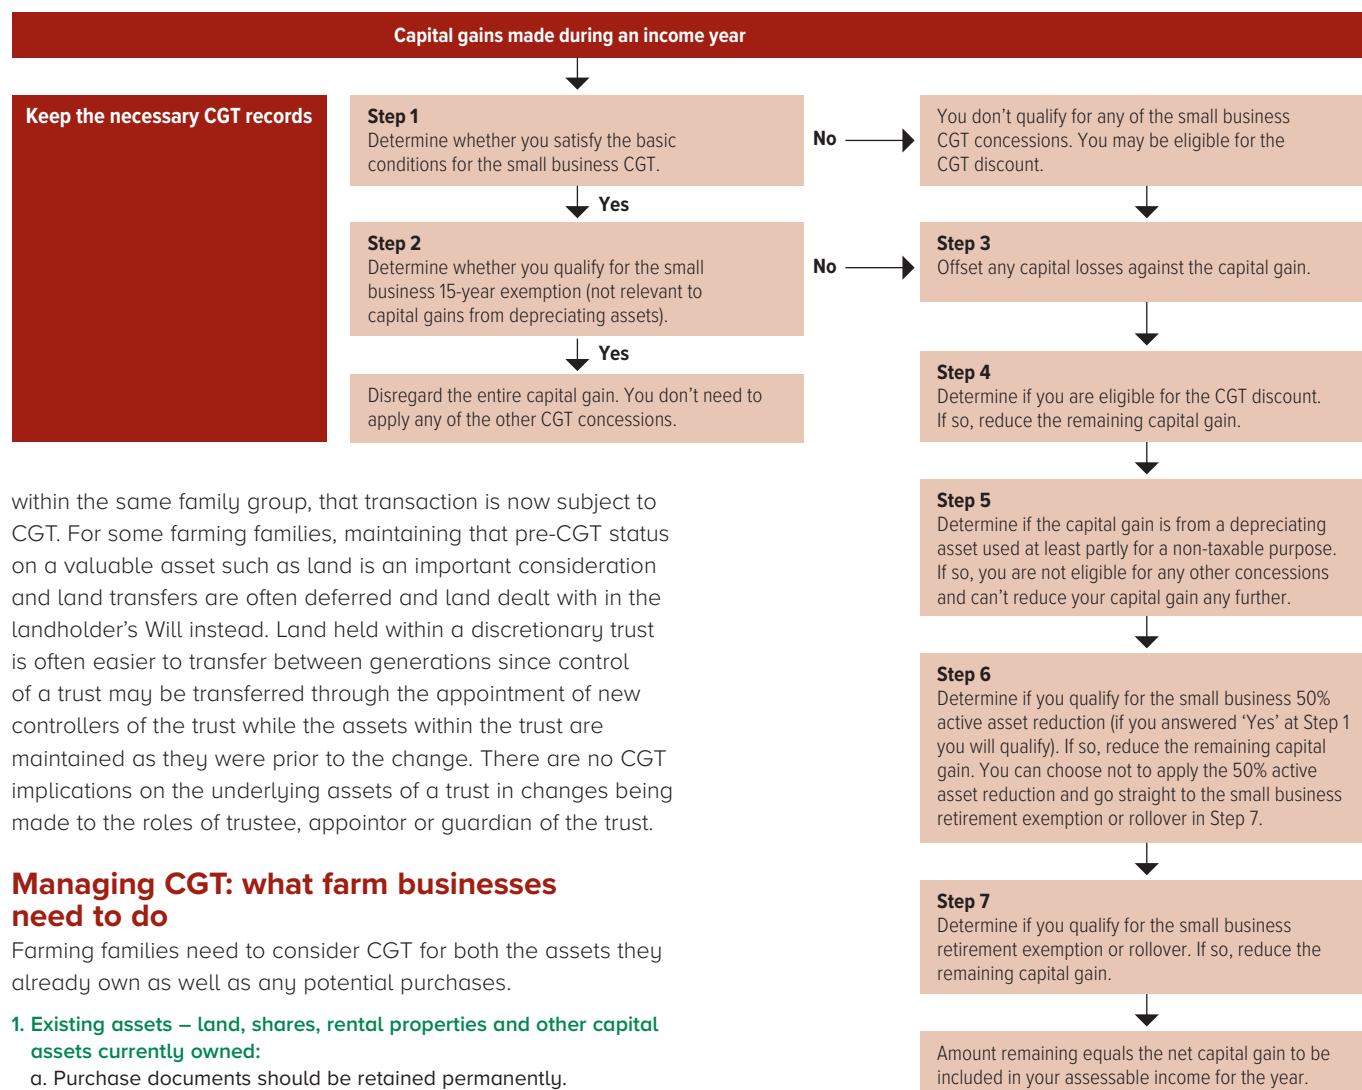 Capital gains made during an income year
Keep the necessary CGT records
Step 1
Determine whether you satisfy the basic
conditions for the small business CGT.
No
You don’t qualify for any of the small business
CGT concessions. You may be eligible for the
CGT discount.
Yes
Step 2
Determine whether you qualify for the small
business 15-year exemption (not relevant to
capital gains from depreciating assets).
No
Step 3
Offset any capital losses against the capital gain.
Yes
Disregard the entire capital gain. You don’t need to
apply any of the other CGT concessions.
Step 4
Determine if you are eligible for the CGT discount.
If so, reduce the remaining capital gain.
Step 5
Determine if the capital gain is from a depreciating
asset used at least partly for a non-taxable purpose.
If so, you are not eligible for any other concessions
and can’t reduce your capital gain any further.
Step 6
Determine if you qualify for the small business 50%
active asset reduction (if you answered ‘Yes’ at Step 1
you will qualify). If so, reduce the remaining capital
gain. You can choose not to apply the 50% active
asset reduction and go straight to the small business
retirement exemption or rollover in Step 7.
Step 7
Determine if you qualify for the small business
retirement exemption or rollover. If so, reduce the
remaining capital gain.
Amount remaining equals the net capital gain to be
included in your assessable income for the year.
within the same family group, that transaction is now subject to
CGT. For some farming families, maintaining that pre-CGT status
on a valuable asset such as land is an important consideration
and land transfers are often deferred and land dealt with in the
landholder’s Will instead. Land held within a discretionary trust
is often easier to transfer between generations since control
of a trust may be transferred through the appointment of new
controllers of the trust while the assets within the trust are
maintained as they were prior to the change. There are no CGT
implications on the underlying assets of a trust in changes being
made to the roles of trustee, appointor or guardian of the trust.
Managing CGT: what farm businesses
need to do
Farming families need to consider CGT for both the assets they
already own as well as any potential purchases.
1. Existing assets – land, shares, rental properties and other capital
assets currently owned:
a. Purchase documents should be retained permanently.